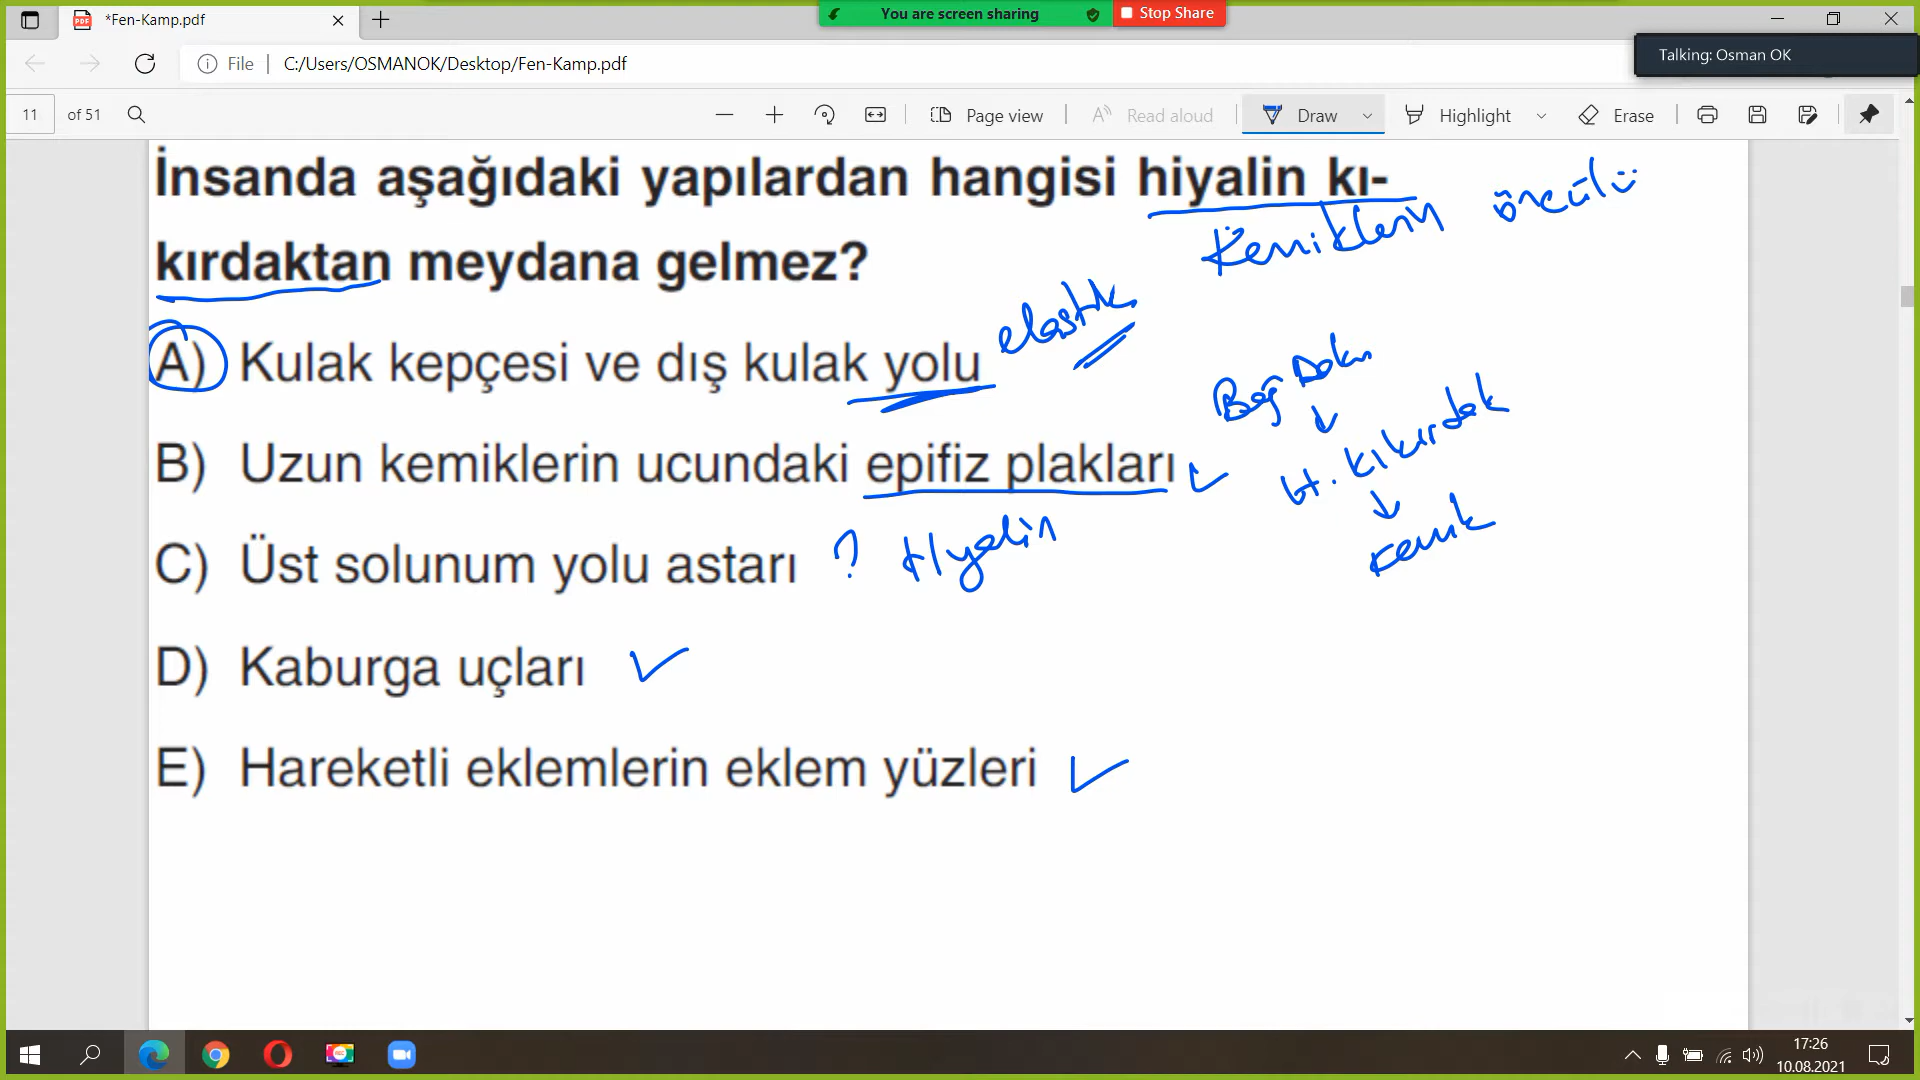 *Fen-Kamp.pdf
You are screen sharing
Stop Share
Talking: Osman OK
File
C:/Users/OSMANOK/Desktop/Fen-Kamp.pdf
11 of 51
Page view
Read aloud
Draw
Highlight
Erase
İnsanda aşağıdaki yapılardan hangisi hiyalin kı-
kırdaktan meydana gelmez?
Kemiklerin öncülü
A) Kulak kepçesi ve dış kulak yolu
elastik
B) Uzun kemiklerin ucundaki epifiz plakları
Bağ Doku
H. kıkırdak
kemik
C) Üst solunum yolu astarı
? Hyalin
D) Kaburga uçları
E) Hareketli eklemlerin eklem yüzleri
17:26
10.08.2021